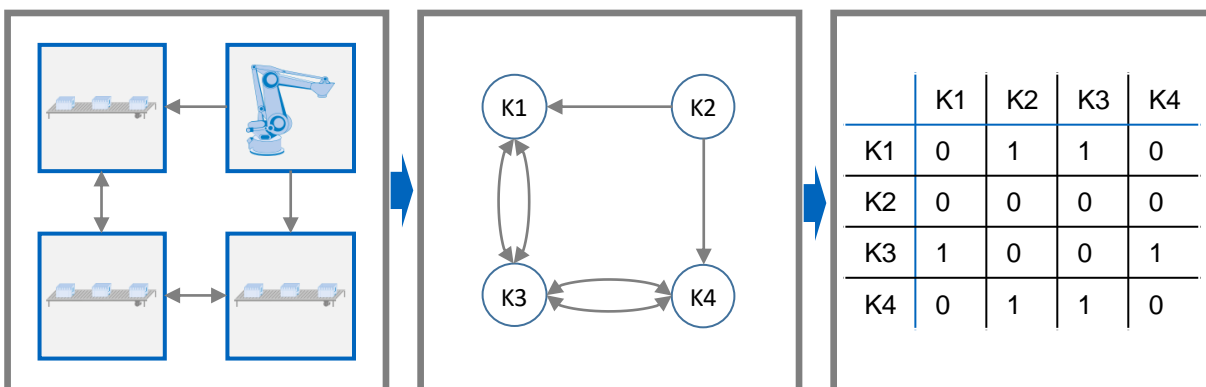 K1 K2
K3 K4
K1 K2 K3 K4
K1 0 1 1 0
K2 0 0 0 0
K3 1 0 0 1
K4 0 1 1 0